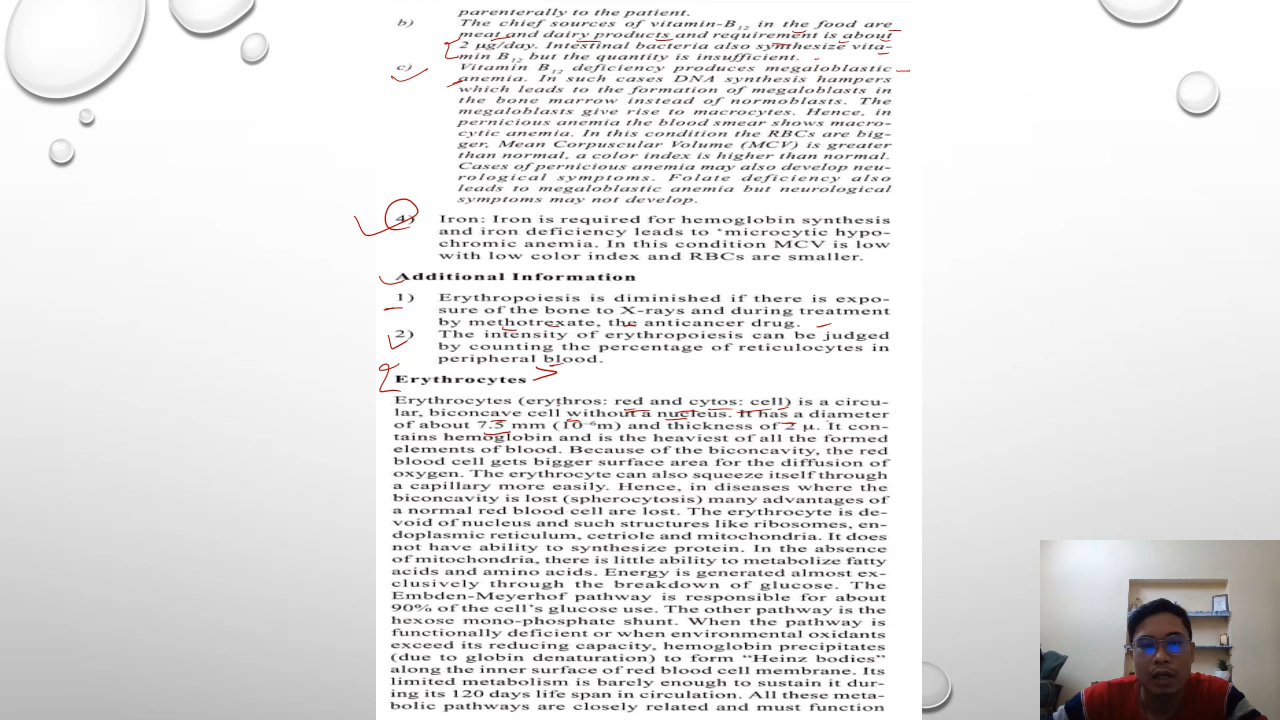 parenterally to the patient.
b) The chief sources of vitamin-B12 in the food are
meat and dairy products and requirement is about
2 µg/day. Intestinal bacteria also synthesize vita-
min B12 but the quantity is insufficient.
c) Vitamin B12 deficiency produces megaloblastic
anemia. In such cases DNA synthesis hampers
which leads to the formation of megaloblasts in
the bone marrow instead of normoblasts. The
megaloblasts give rise to macrocytes. Hence, in
pernicious anemia the blood smear shows macro-
cytic anemia. In this condition the RBCs are big-
ger, Mean Corpuscular Volume (MCV) is greater
than normal, a color index is higher than normal.
Cases of pernicious anemia may also develop neu-
rological symptoms. Folate deficiency also
leads to megaloblastic anemia but neurological
symptoms may not develop.
4) Iron: Iron is required for hemoglobin synthesis
and iron deficiency leads to ‘microcytic hypo-
chromic anemia. In this condition MCV is low
with low color index and RBCs are smaller.
Additional Information
1) Erythropoiesis is diminished if there is expo-
sure of the bone to X-rays and during treatment
by methotrexate, the anticancer drug.
2) The intensity of erythropoiesis can be judged
by counting the percentage of reticulocytes in
peripheral blood.
Erythrocytes
Erythrocytes (erythros: red and cytos: cell) is a circu-
lar, biconcave cell without a nucleus. It has a diameter
of about 7.5 mm (10⁻⁶m) and thickness of 2 µ. It con-
tains hemoglobin and is the heaviest of all the formed
elements of blood. Because of the biconcavity, the red
blood cell gets bigger surface area for the diffusion of
oxygen. The erythrocyte can also squeeze itself through
a capillary more easily. Hence, in diseases where the
biconcavity is lost (spherocytosis) many advantages of
a normal red blood cell are lost. The erythrocyte is de-
void of nucleus and such structures like ribosomes, en-
doplasmic reticulum, cetriole and mitochondria. It does
not have ability to synthesize protein. In the absence
of mitochondria, there is little ability to metabolize fatty
acids and amino acids. Energy is generated almost ex-
clusively through the breakdown of glucose. The
Embden-Meyerhof pathway is responsible for about
90% of the cell’s glucose use. The other pathway is the
hexose mono-phosphate shunt. When the pathway is
functionally deficient or when environmental oxidants
exceed its reducing capacity, hemoglobin precipitates
(due to globin denaturation) to form “Heinz bodies”
along the inner surface of red blood cell membrane. Its
limited metabolism is barely enough to sustain it dur-
ing its 120 days life span in circulation. All these meta-
bolic pathways are closely related and must function